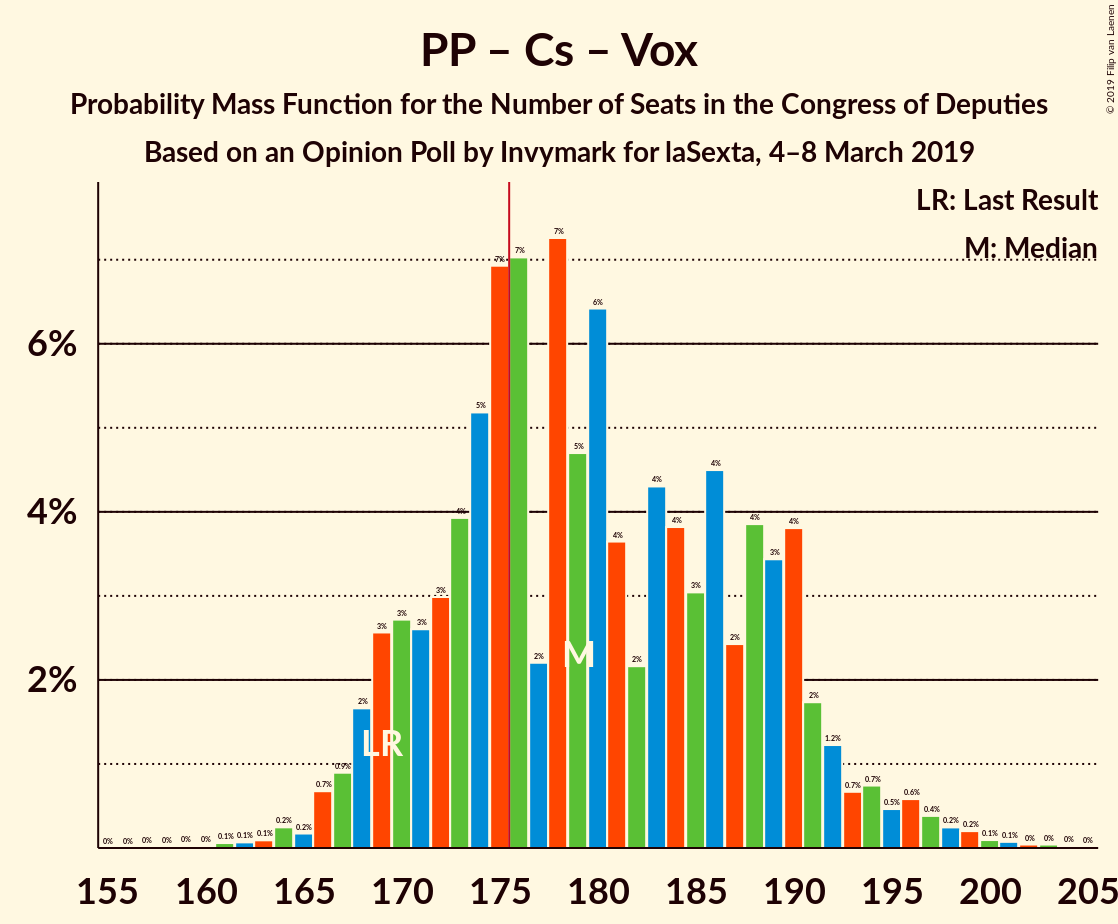 PP – Cs – Vox
Probability Mass Function for the Number of Seats in the Congress of Deputies
Based on an Opinion Poll by Invymark for laSexta, 4–8 March 2019
© 2019 Filip van Laenen
LR: Last Result
M: Median
6%
4%
2%
0% 0% 0% 0% 0% 0% 0.1% 0.1% 0.1% 0.2% 0.2% 0.7% 0.9% 2% 3% 3% 3% 3% 4% 5% 7% 7% 2% 7% 5% 6% 4% 2% 4% 4% 3% 4% 2% 4% 3% 4% 2% 1.2% 0.7% 0.7% 0.5% 0.6% 0.4% 0.2% 0.2% 0.1% 0.1% 0% 0% 0% 0%
M
LR
155 160 165 170 175 180 185 190 195 200 205